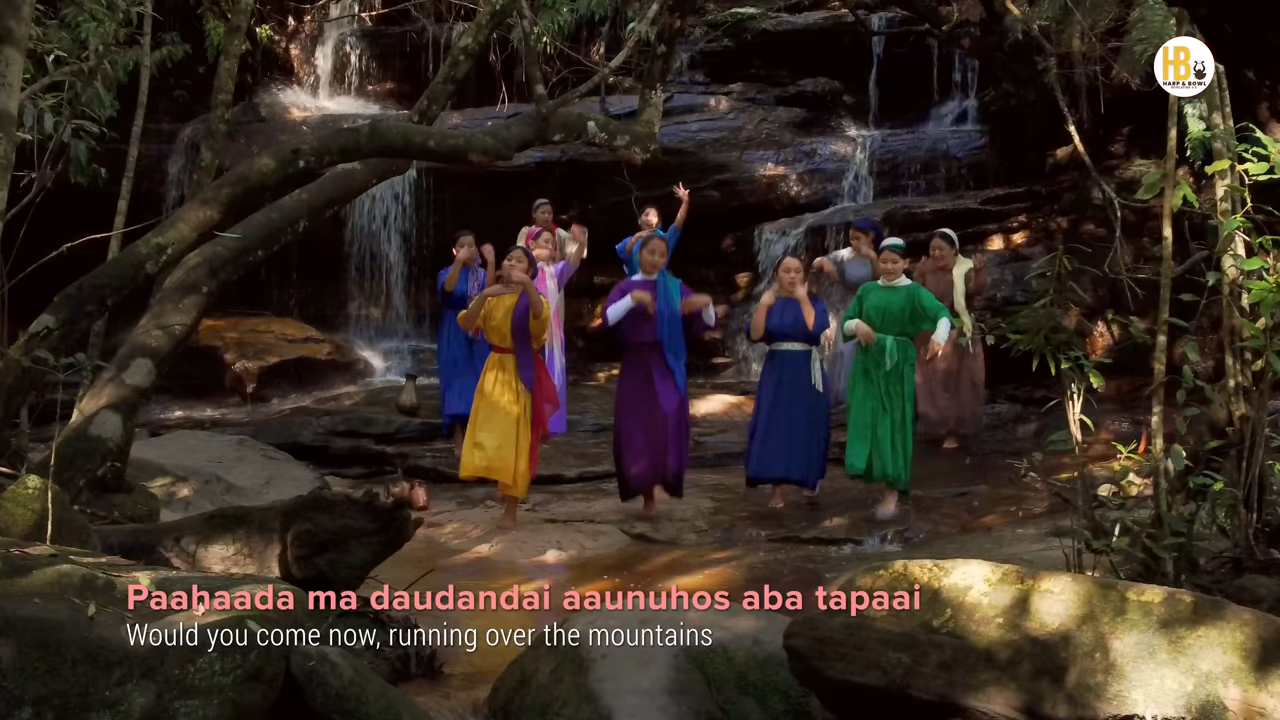 HB
HARP & BOWL
Paahaada ma daudandai aaunuhos aba tapaai
Would you come now, running over the mountains